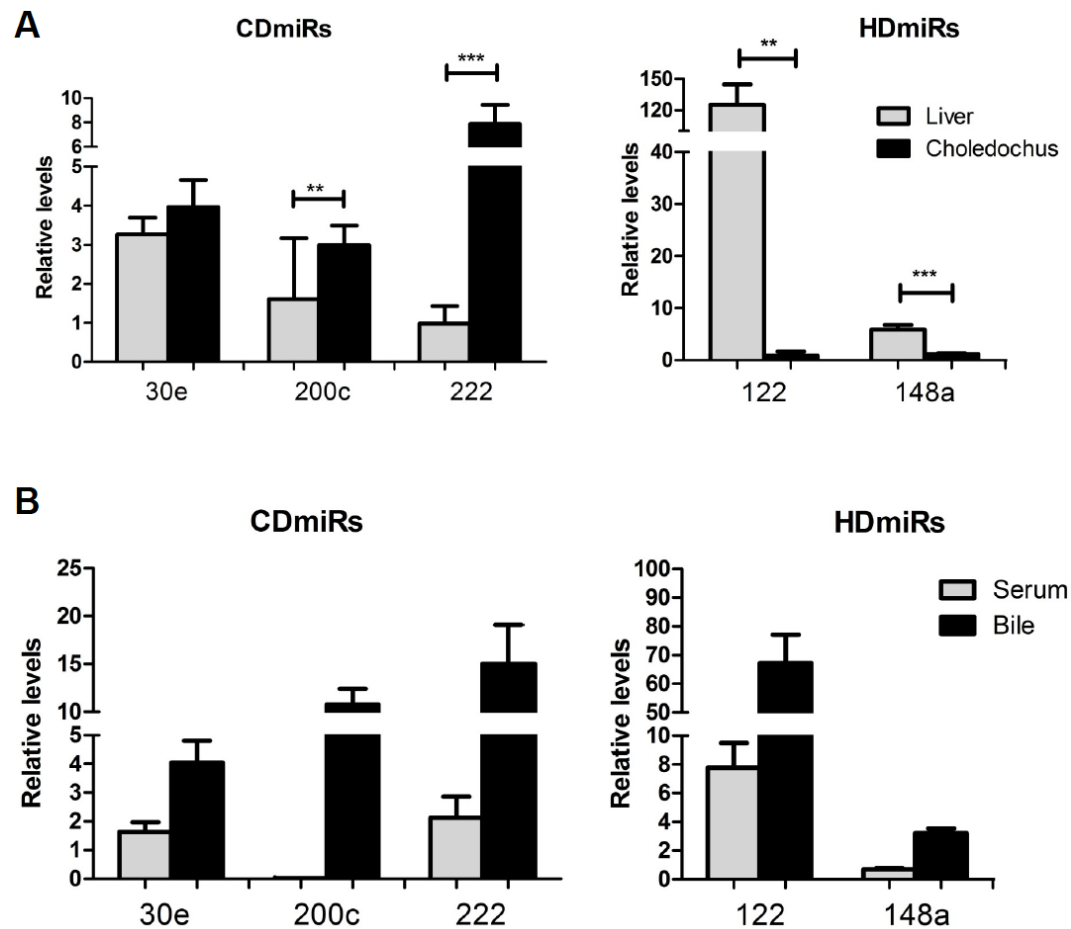 A
CDmiRs
HDmiRs
***
**
Relative levels
10
8
6
5
4
3
2
1
0
30e
200c
222
**
***
Relative levels
150
120
40
30
20
10
0
122
148a
Liver
Choledochus
B
CDmiRs
HDmiRs
Relative levels
25
20
15
10
5
4
3
2
1
0
30e
200c
222
Relative levels
100
90
80
70
60
50
10
8
6
4
2
0
122
148a
Serum
Bile